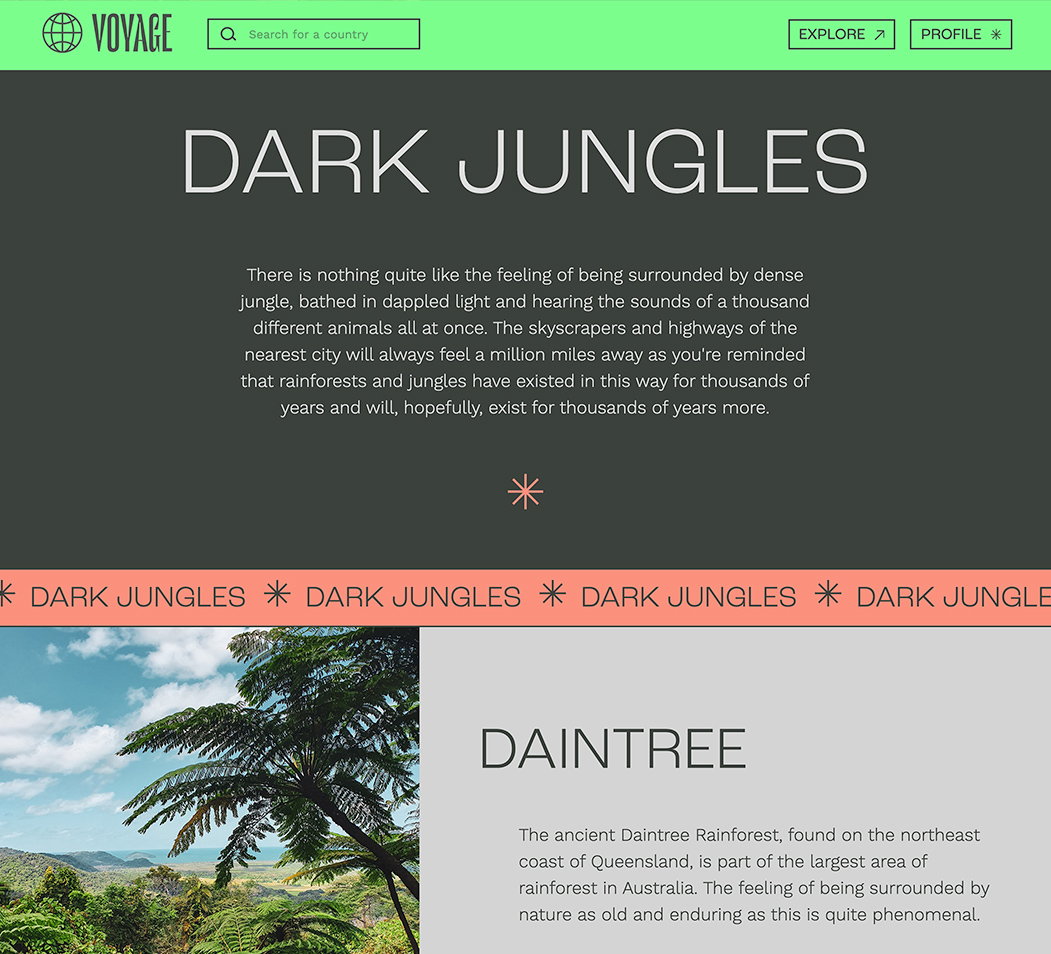 VOYAGE
Search for a country
EXPLORE
PROFILE
DARK JUNGLES
There is nothing quite like the feeling of being surrounded by dense
jungle, bathed in dappled light and hearing the sounds of a thousand
different animals all at once. The skyscrapers and highways of the
nearest city will always feel a million miles away as you're reminded
that rainforests and jungles have existed in this way for thousands of
years and will, hopefully, exist for thousands of years more.
DARK JUNGLES DARK JUNGLES DARK JUNGLES DARK JUNGLE
DAINTREE
The ancient Daintree Rainforest, found on the northeast
coast of Queensland, is part of the largest area of
rainforest in Australia. The feeling of being surrounded by
nature as old and enduring as this is quite phenomenal.